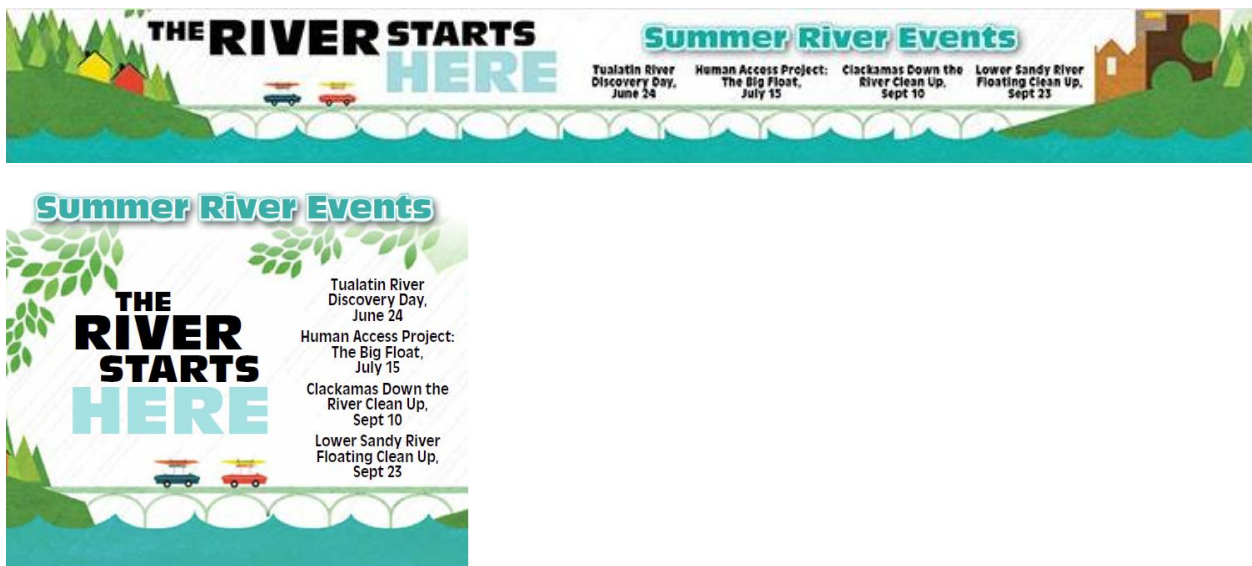 THE RIVER STARTS
HERE
Summer River Events
Tualatin River
Discovery Day,
June 24
Human Access Project:
The Big Float,
July 15
Clackamas Down the
River Clean Up,
Sept 10
Lower Sandy River
Floating Clean Up,
Sept 23
Summer River Events
THE
RIVER
STARTS
HERE
Tualatin River
Discovery Day,
June 24
Human Access Project:
The Big Float,
July 15
Clackamas Down the
River Clean Up,
Sept 10
Lower Sandy River
Floating Clean Up,
Sept 23